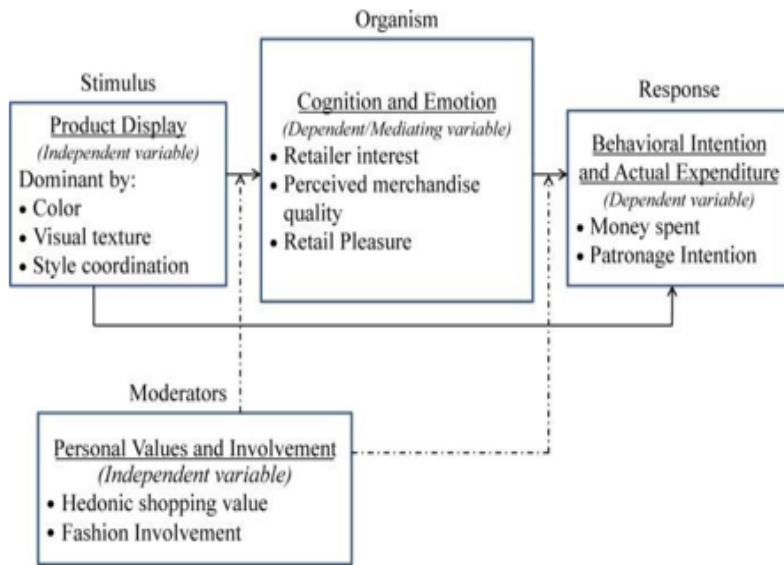 Stimulus
Product Display
(Independent variable)
Dominant by:
• Color
• Visual texture
• Style coordination
Organism
Cognition and Emotion
(Dependent/Mediating variable)
• Retailer interest
• Perceived merchandise
quality
• Retail Pleasure
Response
Behavioral Intention
and Actual Expenditure
(Dependent variable)
• Money spent
• Patronage Intention
Moderators
Personal Values and Involvement
(Independent variable)
• Hedonic shopping value
• Fashion Involvement